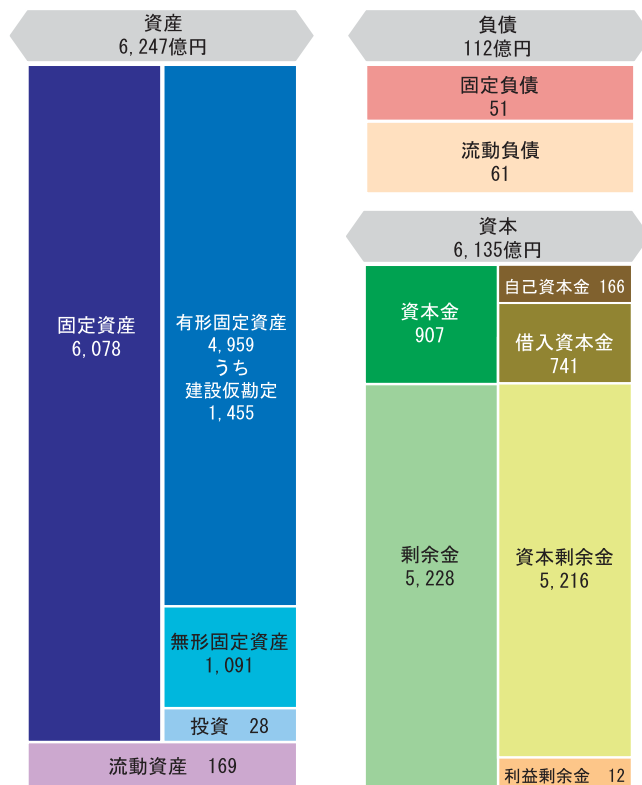 資産
6,247億円
固定資産
6,078
有形固定資産
4,959
うち
建設仮勘定
1,455
無形固定資産
1,091
投資 28
流動資産 169
負債
112億円
固定負債
51
流動負債
61
資本
6,135億円
資本金
907
自己資本金 166
借入資本金
741
剰余金
5,228
資本剰余金
5,216
利益剰余金 12